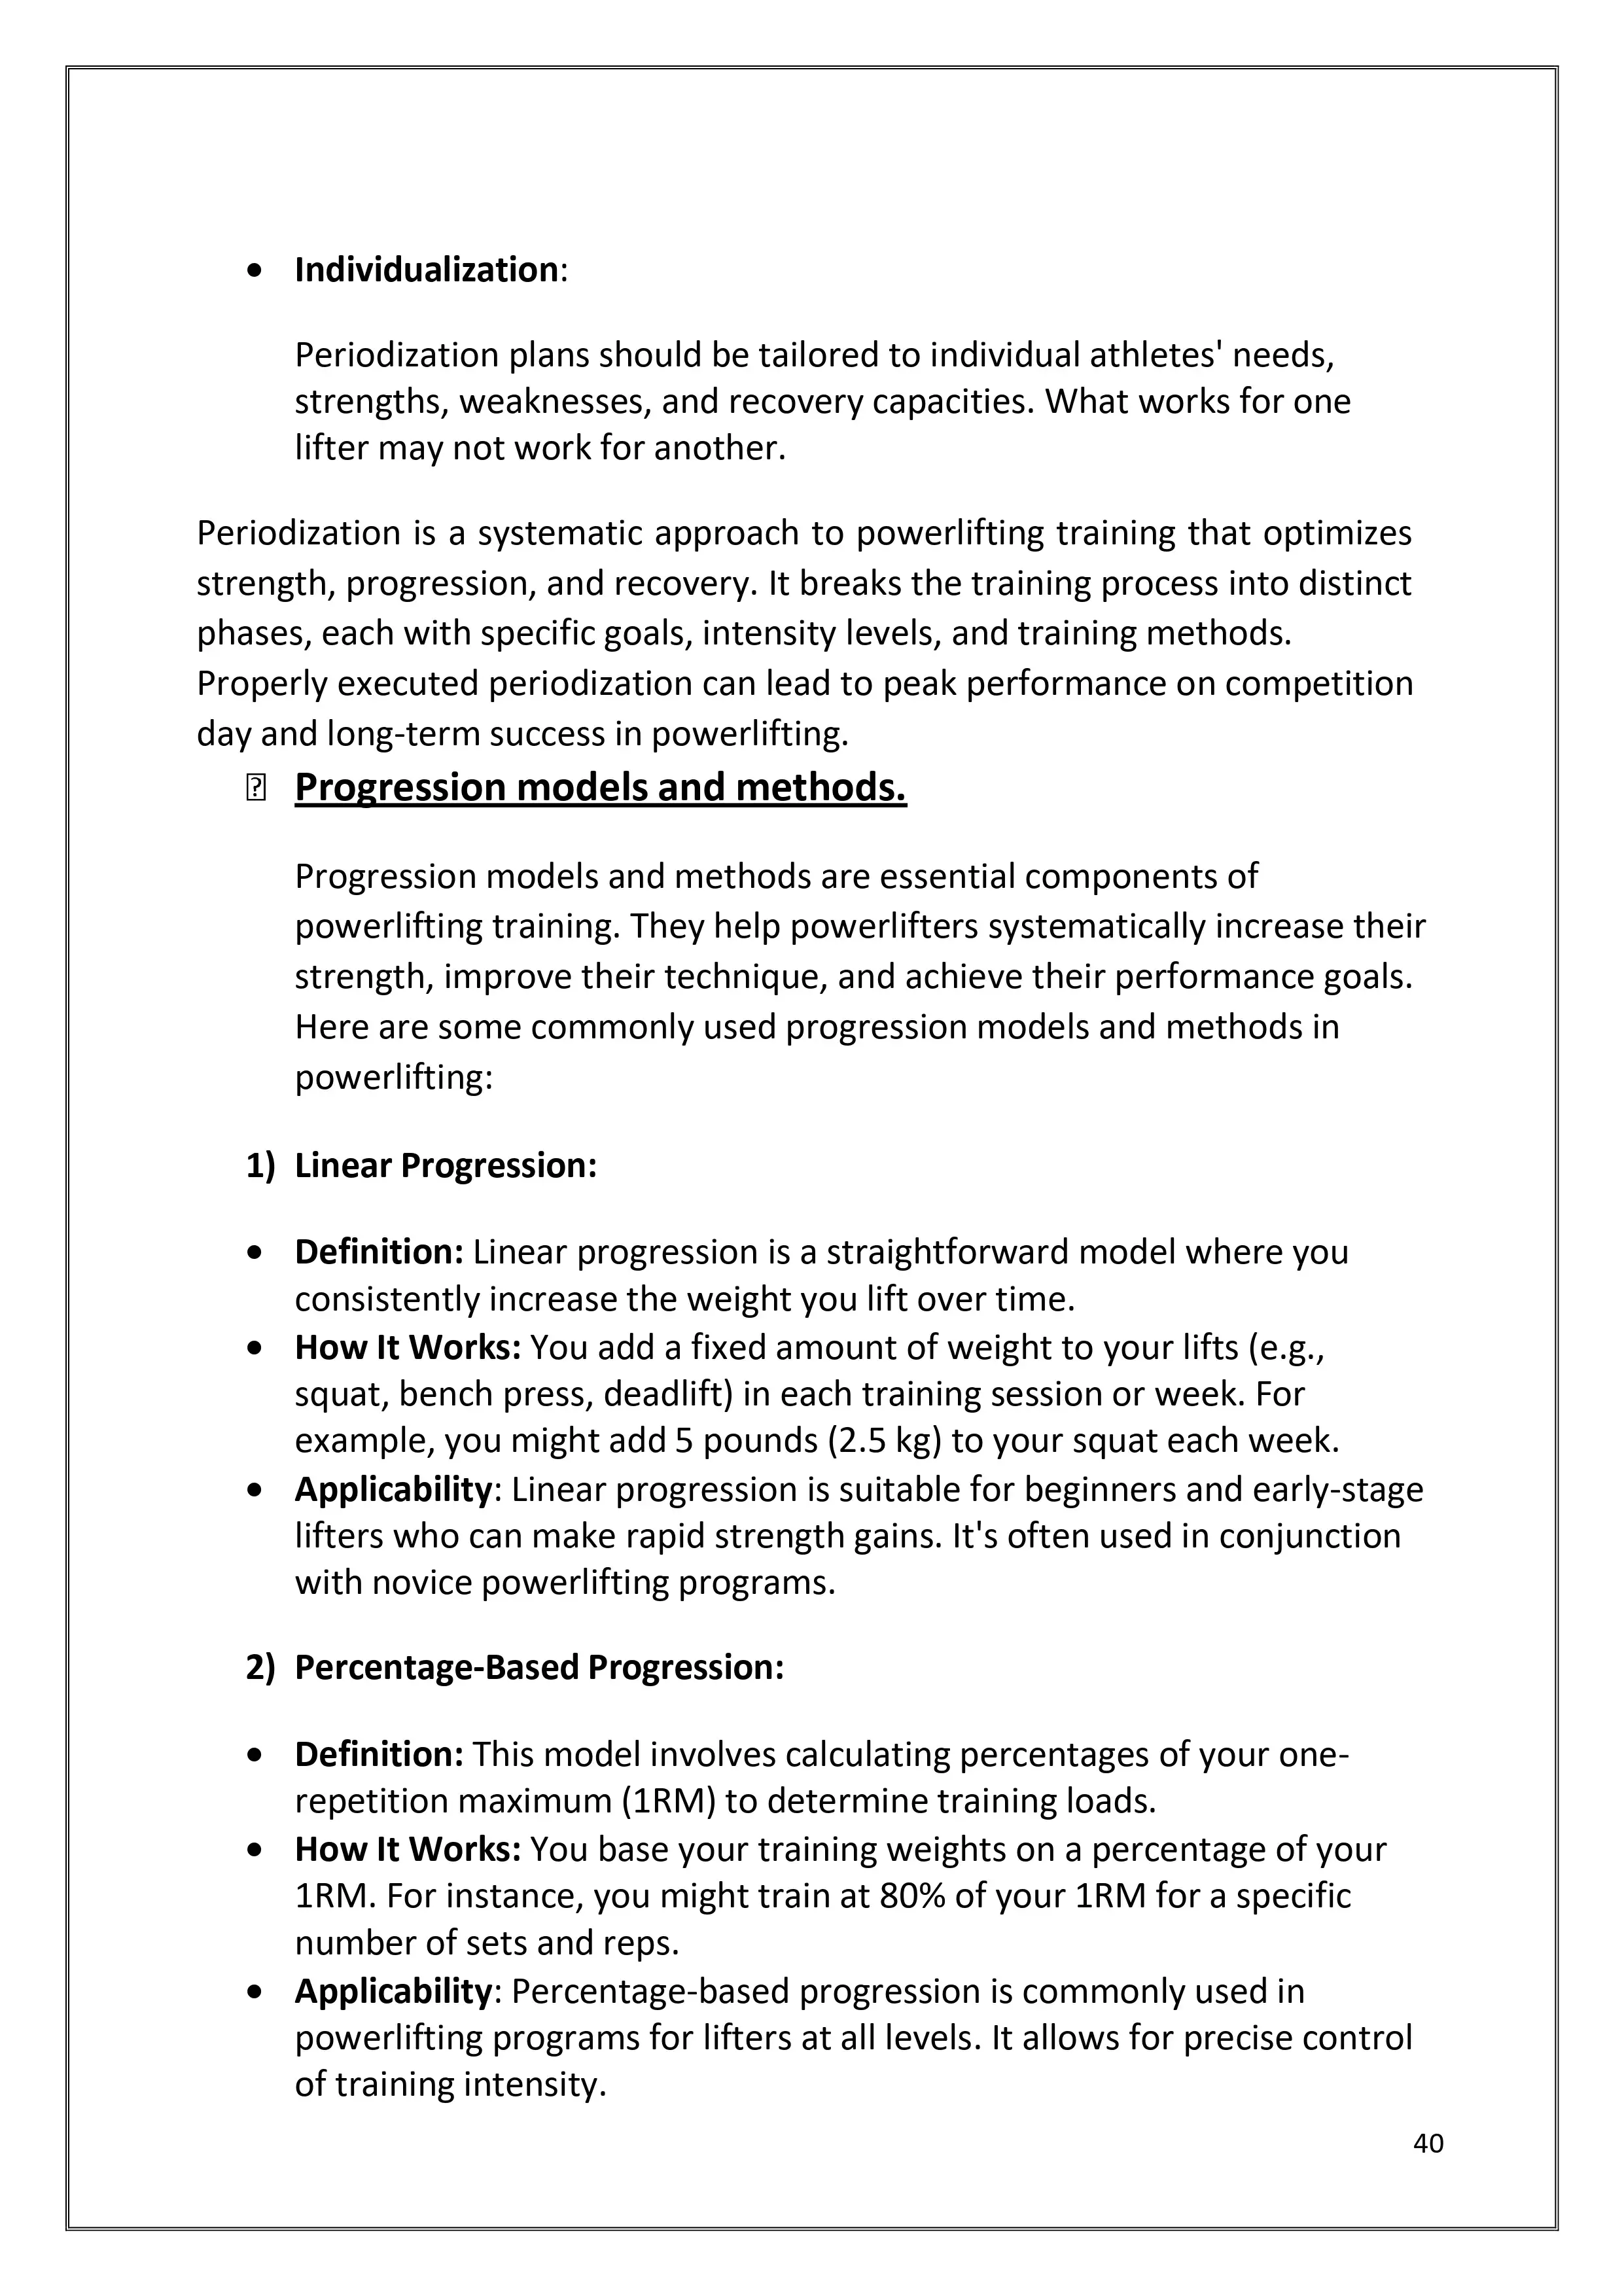 • Individualization:
Periodization plans should be tailored to individual athletes' needs,
strengths, weaknesses, and recovery capacities. What works for one
lifter may not work for another.
Periodization is a systematic approach to powerlifting training that optimizes
strength, progression, and recovery. It breaks the training process into distinct
phases, each with specific goals, intensity levels, and training methods.
Properly executed periodization can lead to peak performance on competition
day and long-term success in powerlifting.
Progression models and methods.
Progression models and methods are essential components of
powerlifting training. They help powerlifters systematically increase their
strength, improve their technique, and achieve their performance goals.
Here are some commonly used progression models and methods in
powerlifting:
1) Linear Progression:
• Definition: Linear progression is a straightforward model where you
consistently increase the weight you lift over time.
• How It Works: You add a fixed amount of weight to your lifts (e.g.,
squat, bench press, deadlift) in each training session or week. For
example, you might add 5 pounds (2.5 kg) to your squat each week.
• Applicability: Linear progression is suitable for beginners and early-stage
lifters who can make rapid strength gains. It's often used in conjunction
with novice powerlifting programs.
2) Percentage-Based Progression:
• Definition: This model involves calculating percentages of your one-
repetition maximum (1RM) to determine training loads.
• How It Works: You base your training weights on a percentage of your
1RM. For instance, you might train at 80% of your 1RM for a specific
number of sets and reps.
• Applicability: Percentage-based progression is commonly used in
powerlifting programs for lifters at all levels. It allows for precise control
of training intensity.
40